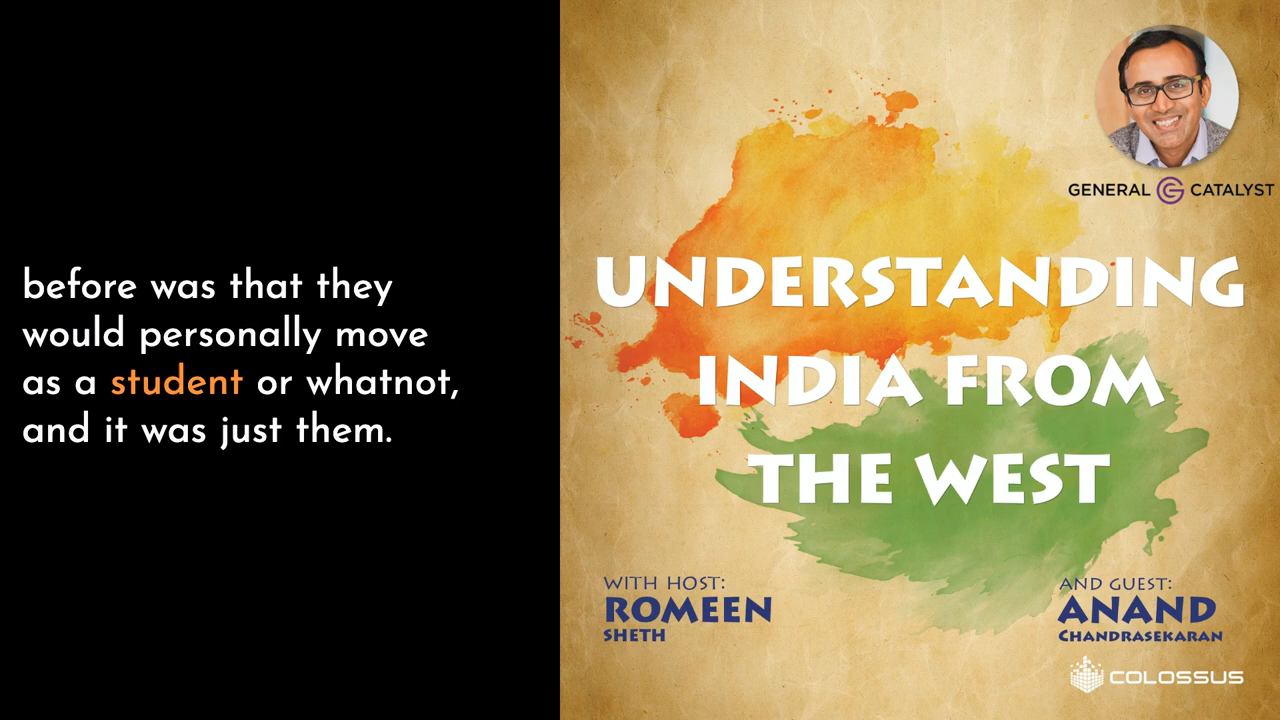 before was that they
would personally move
as a student or whatnot,
and it was just them.
GENERAL CATALYST
UNDERSTANDING
INDIA FROM
THE WEST
WITH HOST:
ROMEEN
SHETH
AND GUEST:
ANAND
CHANDRASEKARAN
COLOSSUS